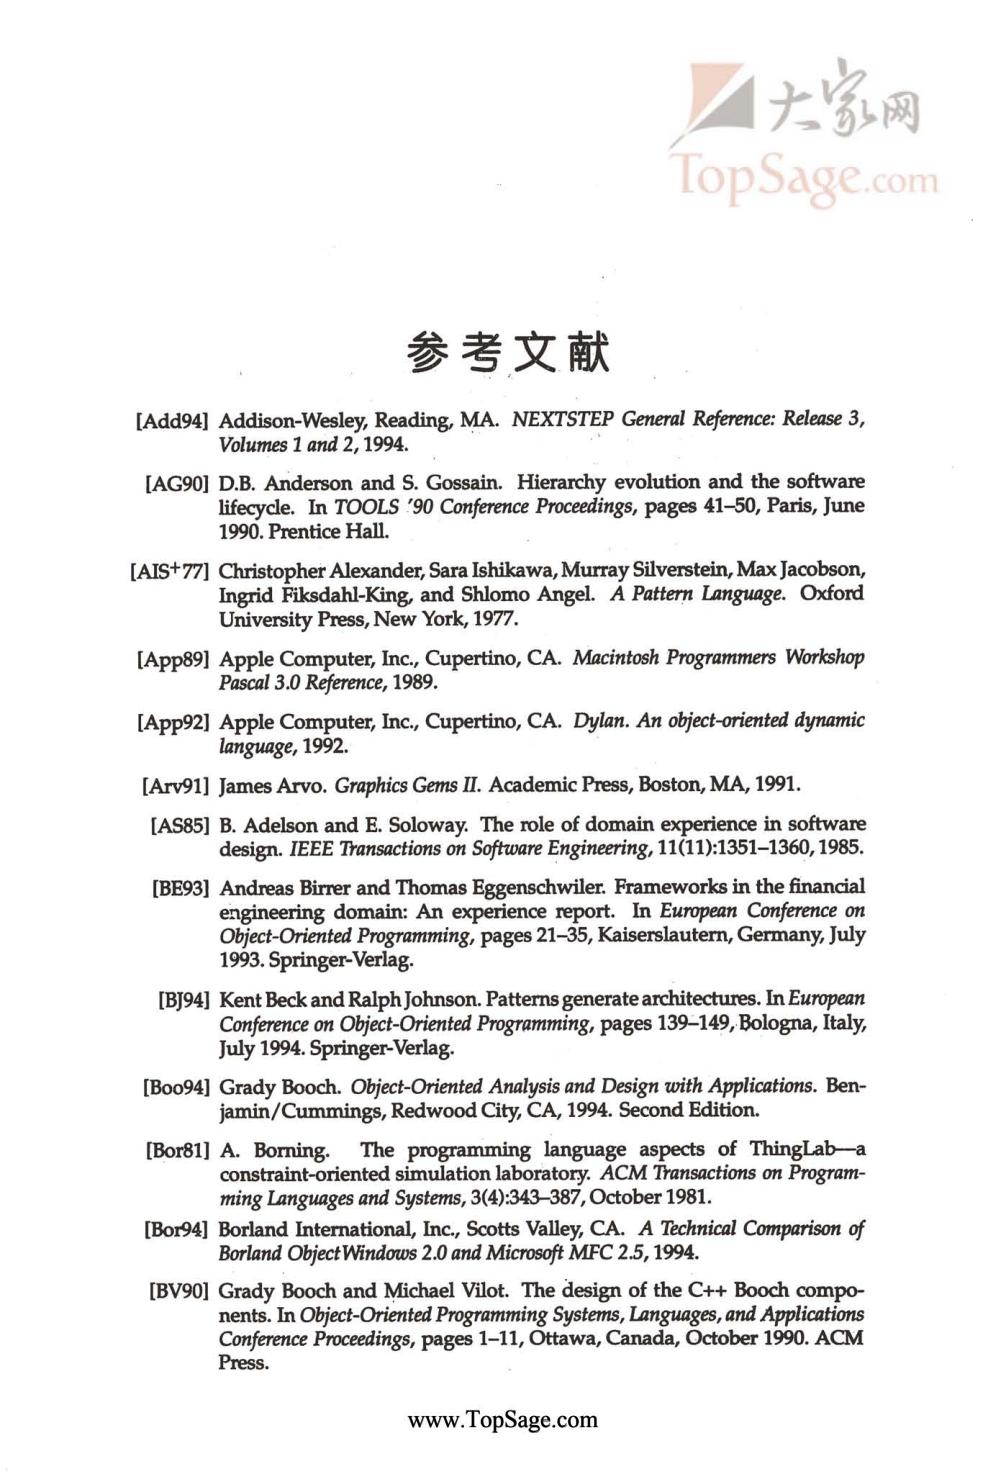 大家网
TopSage.com
参考文献
[Add94] Addison-Wesley, Reading, MA. NEXTSTEP General Reference: Release 3,
Volumes 1 and 2, 1994.
[AG90] D.B. Anderson and S. Gossain. Hierarchy evolution and the software
lifecycle. In TOOLS '90 Conference Proceedings, pages 41–50, Paris, June
1990. Prentice Hall.
[AIS+77] Christopher Alexander, Sara Ishikawa, Murray Silverstein, Max Jacobson,
Ingrid Fiksdahl-King, and Shlomo Angel. A Pattern Language. Oxford
University Press, New York, 1977.
[App89] Apple Computer, Inc., Cupertino, CA. Macintosh Programmers Workshop
Pascal 3.0 Reference, 1989.
[App92] Apple Computer, Inc., Cupertino, CA. Dylan. An object-oriented dynamic
language, 1992.
[Arv91] James Arvo. Graphics Gems II. Academic Press, Boston, MA, 1991.
[AS85] B. Adelson and E. Soloway. The role of domain experience in software
design. IEEE Transactions on Software Engineering, 11(11):1351–1360, 1985.
[BE93] Andreas Birrer and Thomas Eggenschwiler. Frameworks in the financial
engineering domain: An experience report. In European Conference on
Object-Oriented Programming, pages 21–35, Kaiserslautern, Germany, July
1993. Springer-Verlag.
[BJ94] Kent Beck and Ralph Johnson. Patterns generate architectures. In European
Conference on Object-Oriented Programming, pages 139–149, Bologna, Italy,
July 1994. Springer-Verlag.
[Boo94] Grady Booch. Object-Oriented Analysis and Design with Applications. Ben-
jamin/Cummings, Redwood City, CA, 1994. Second Edition.
[Bor81] A. Borning. The programming language aspects of ThingLab—a
constraint-oriented simulation laboratory. ACM Transactions on Program-
ming Languages and Systems, 3(4):343–387, October 1981.
[Bor94] Borland International, Inc., Scotts Valley, CA. A Technical Comparison of
Borland ObjectWindows 2.0 and Microsoft MFC 2.5, 1994.
[BV90] Grady Booch and Michael Vilot. The design of the C++ Booch compo-
nents. In Object-Oriented Programming Systems, Languages, and Applications
Conference Proceedings, pages 1–11, Ottawa, Canada, October 1990. ACM
Press.
www.TopSage.com